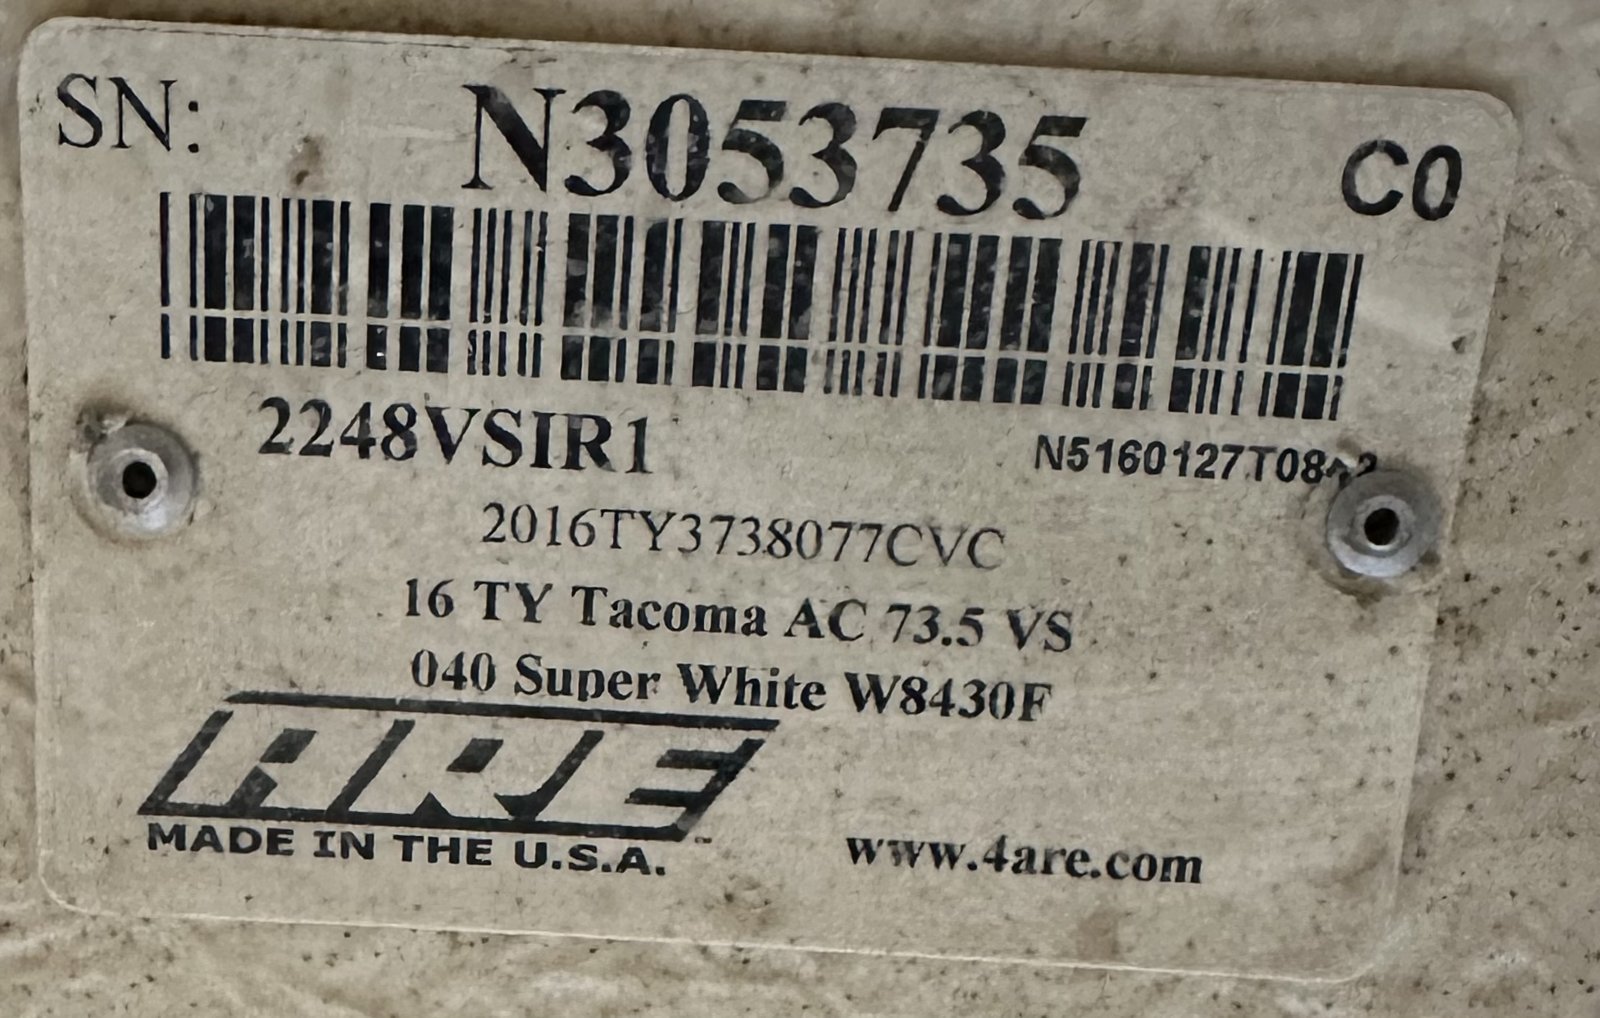 SN: N3053735 C0
2248VSIR1
2016TY3738077CVC
16 TY Tacoma AC 73.5 VS
040 Super White W8430F
ARE
MADE IN THE U.S.A.
www.4are.com